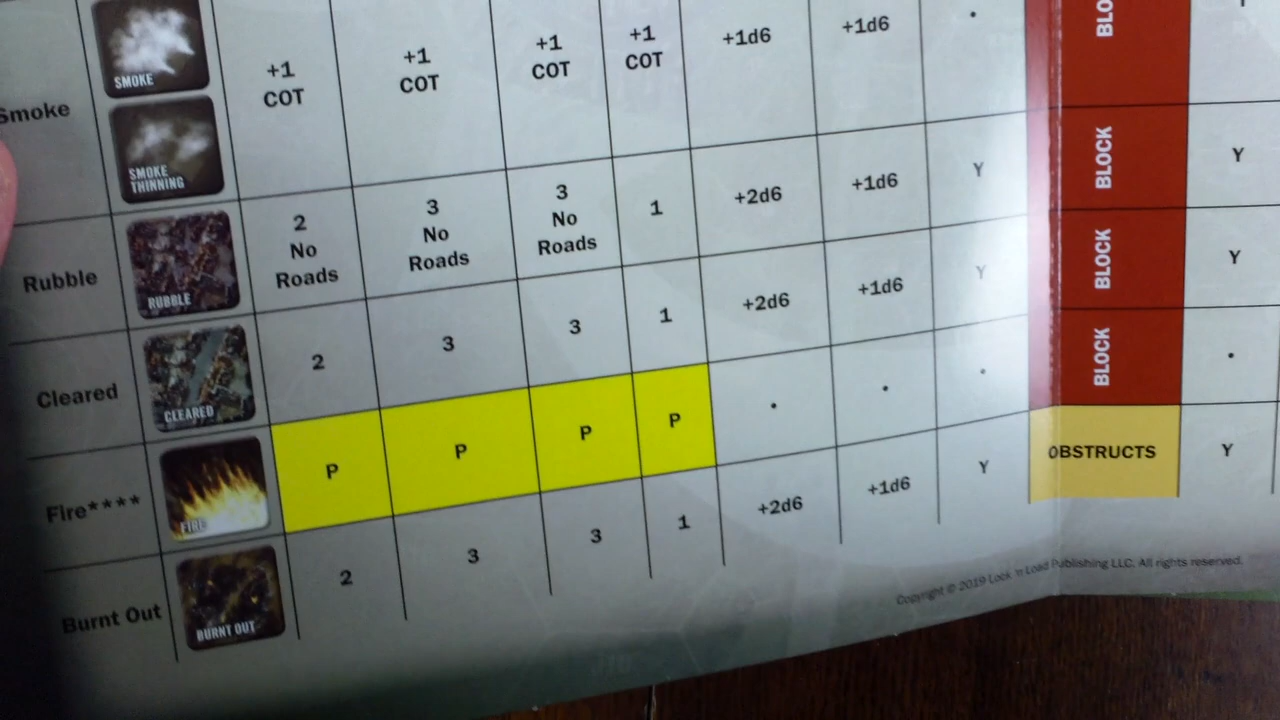 Smoke
SMOKE
SMOKE
THINNING
+1
COT
+1
COT
+1
COT
+1
COT
+1d6
+1d6
•
Rubble
RUBBLE
2
No
Roads
3
No
Roads
3
No
Roads
1
+2d6
+1d6
Y
BLOCK
Y
Cleared
CLEARED
2
3
3
1
+2d6
+1d6
Y
BLOCK
Y
Fire****
FIRE
P
P
P
P
•
•
•
BLOCK
•
Burnt Out
BURNT OUT
2
3
3
1
+2d6
+1d6
Y
OBSTRUCTS
Y
Copyright © 2019 Lock 'n Load Publishing LLC. All rights reserved.